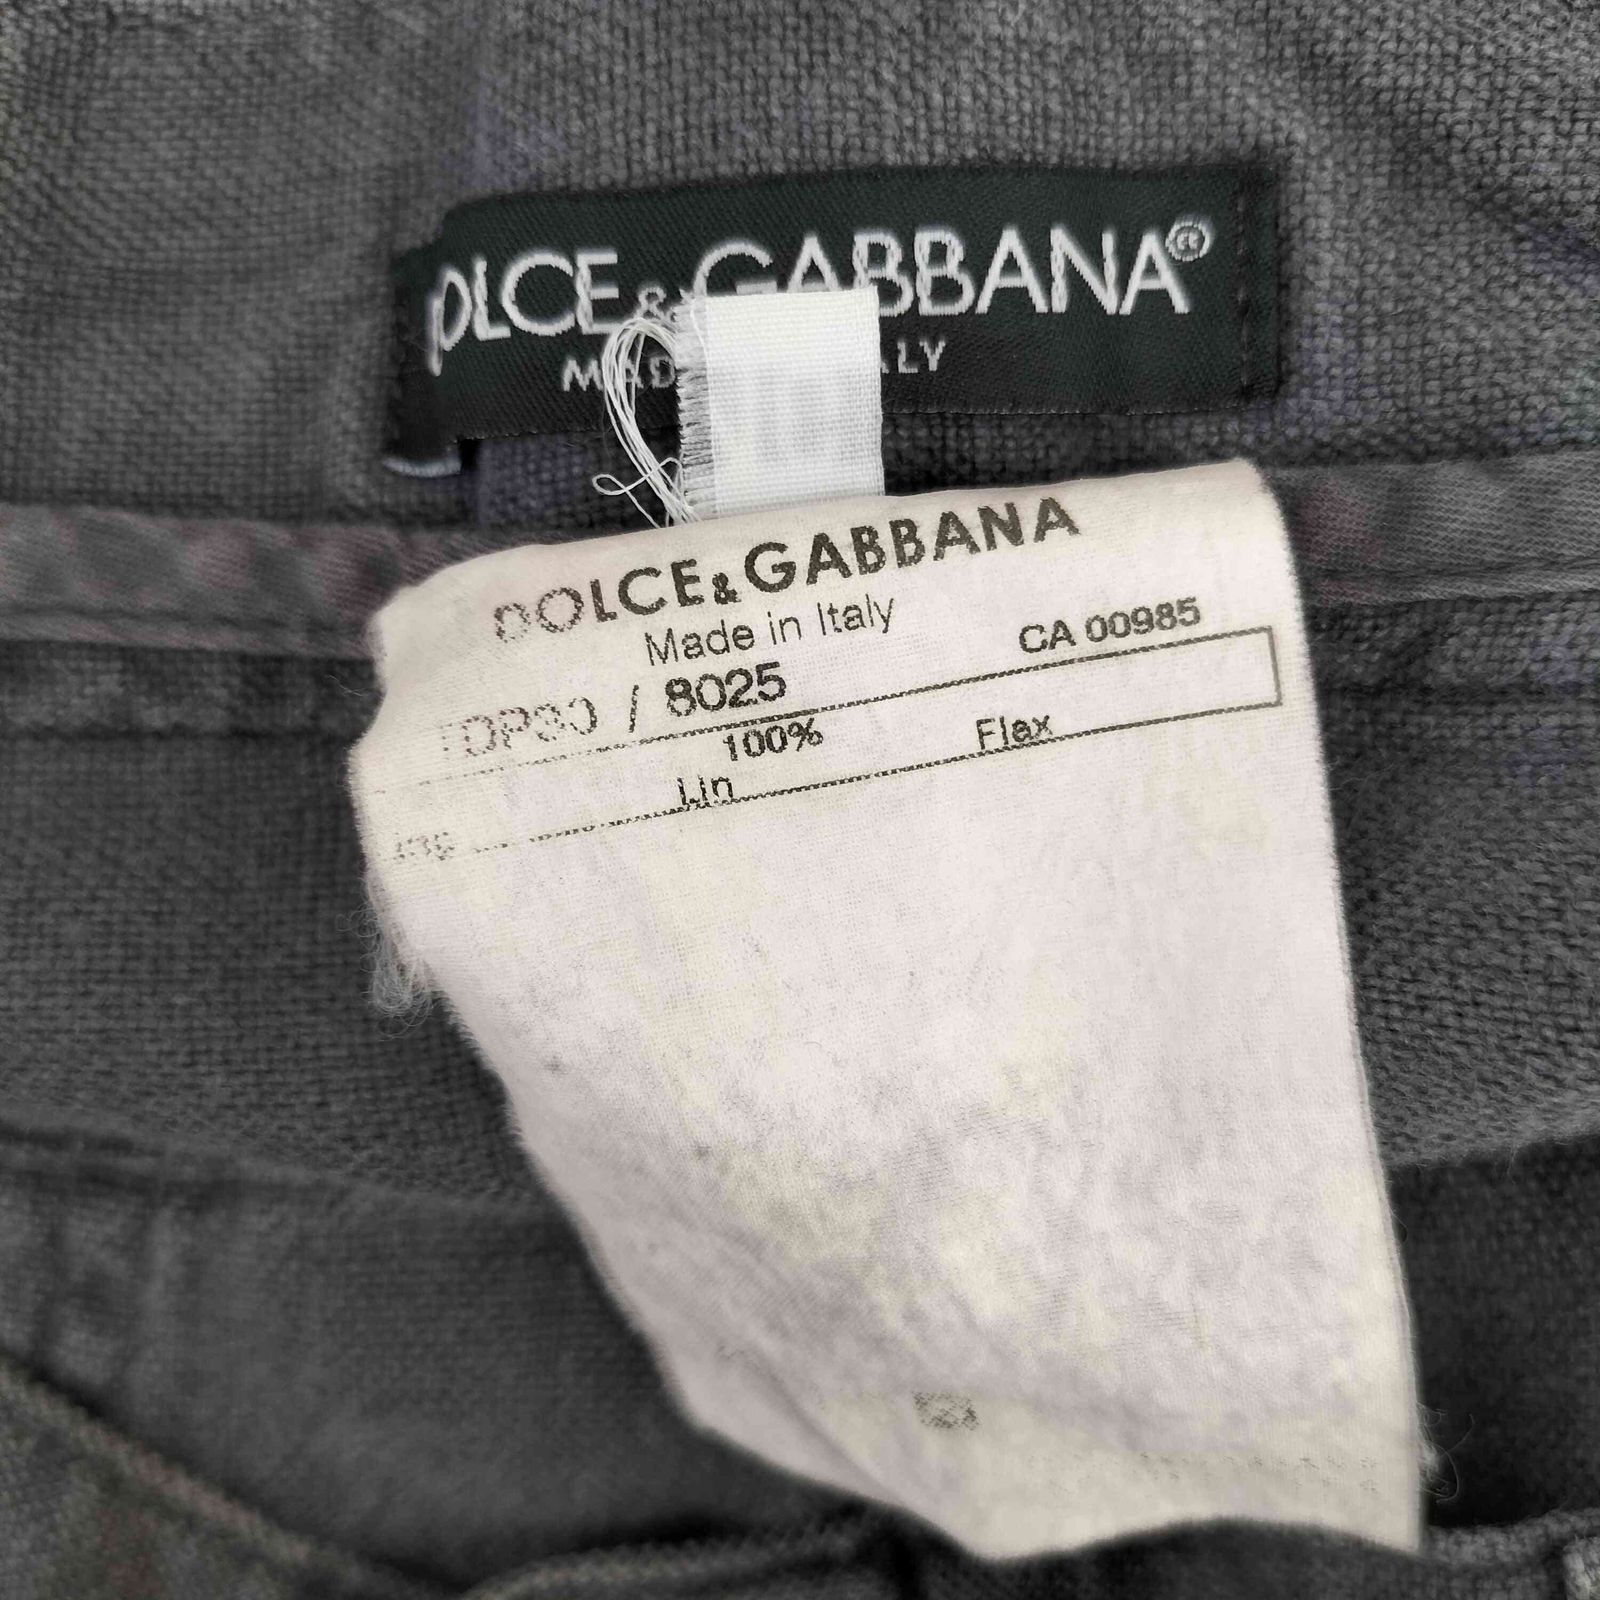 DOLCE & GABBANA®
DOLCE & GABBANA
Made in Italy
CA 00985
/ 8025
100% Flax
Lin